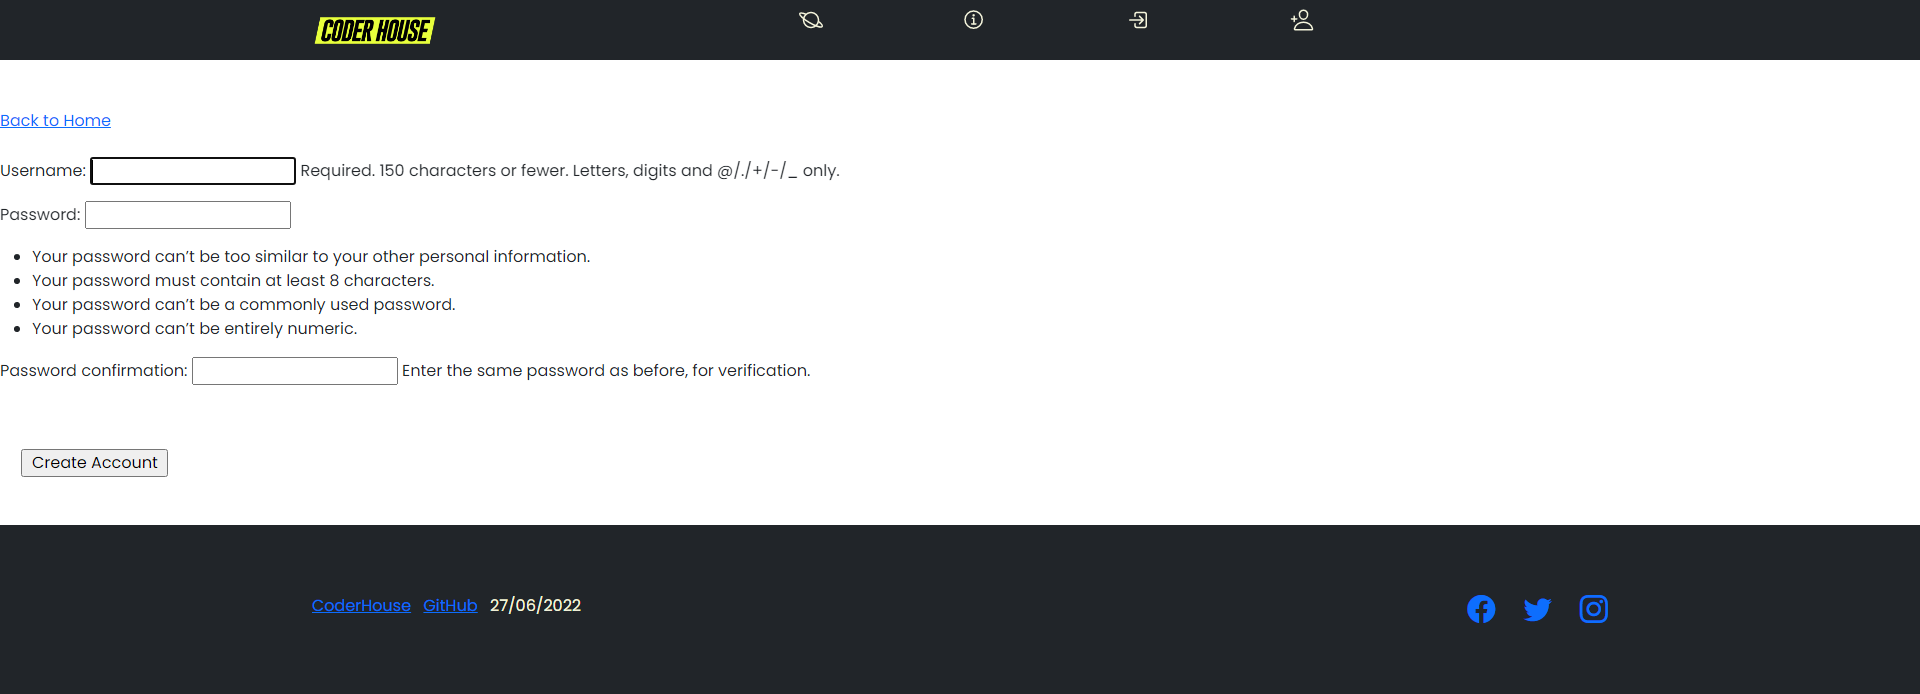 CODER HOUSE
Back to Home
Username: Required. 150 characters or fewer. Letters, digits and @/./+/-/_ only.
Password:
Your password can’t be too similar to your other personal information.
Your password must contain at least 8 characters.
Your password can’t be a commonly used password.
Your password can’t be entirely numeric.
Password confirmation: Enter the same password as before, for verification.
Create Account
CoderHouse GitHub 27/06/2022